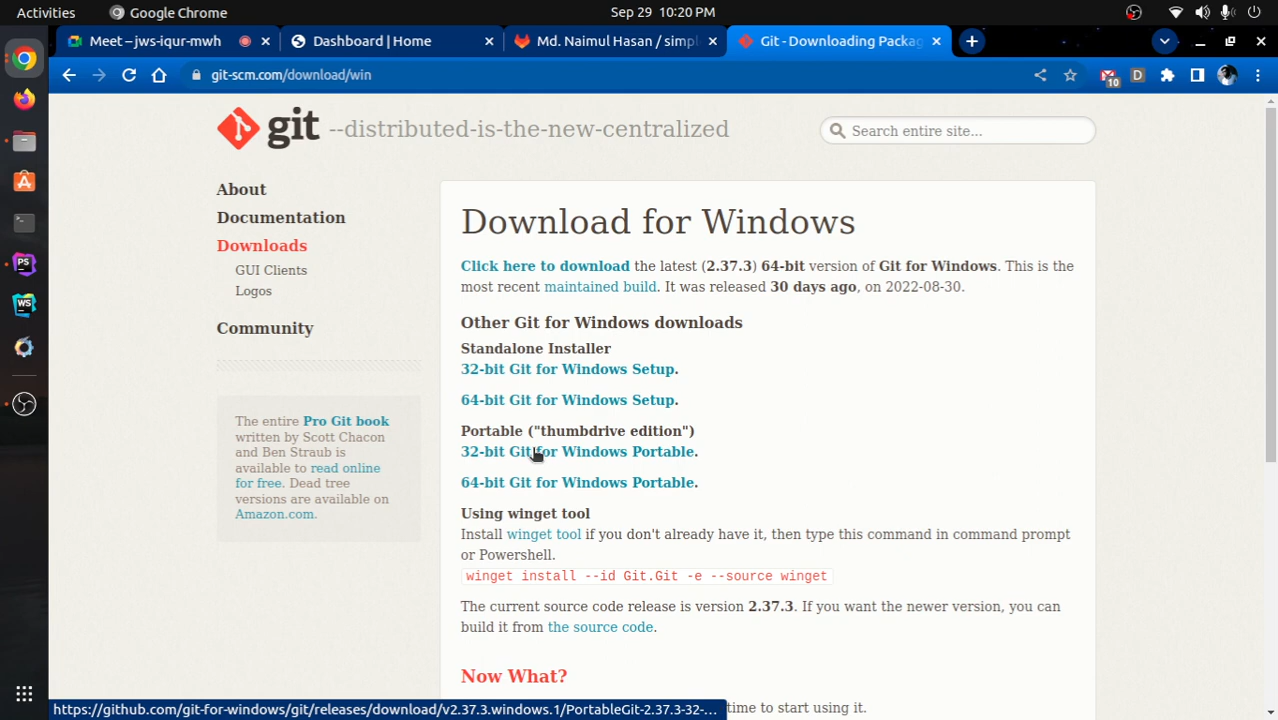 Activities
Google Chrome
Sep 29 10:20 PM
Meet – jws-iqur-mwh
Dashboard | Home
Md. Naimul Hasan / simpl
Git - Downloading Packag
git-scm.com/download/win
10
D
git --distributed-is-the-new-centralized
Search entire site...
About
Documentation
Downloads
GUI Clients
Logos
Community
The entire Pro Git book
written by Scott Chacon
and Ben Straub is
available to read online
for free. Dead tree
versions are available on
Amazon.com.
Download for Windows
Click here to download the latest (2.37.3) 64-bit version of Git for Windows. This is the
most recent maintained build. It was released 30 days ago, on 2022-08-30.
Other Git for Windows downloads
Standalone Installer
32-bit Git for Windows Setup.
64-bit Git for Windows Setup.
Portable ("thumbdrive edition")
32-bit Git for Windows Portable.
64-bit Git for Windows Portable.
Using winget tool
Install winget tool if you don't already have it, then type this command in command prompt
or Powershell.
winget install --id Git.Git -e --source winget
The current source code release is version 2.37.3. If you want the newer version, you can
build it from the source code.
Now What?
time to start using it.
https://github.com/git-for-windows/git/releases/download/v2.37.3.windows.1/PortableGit-2.37.3-32-...
PS
WS